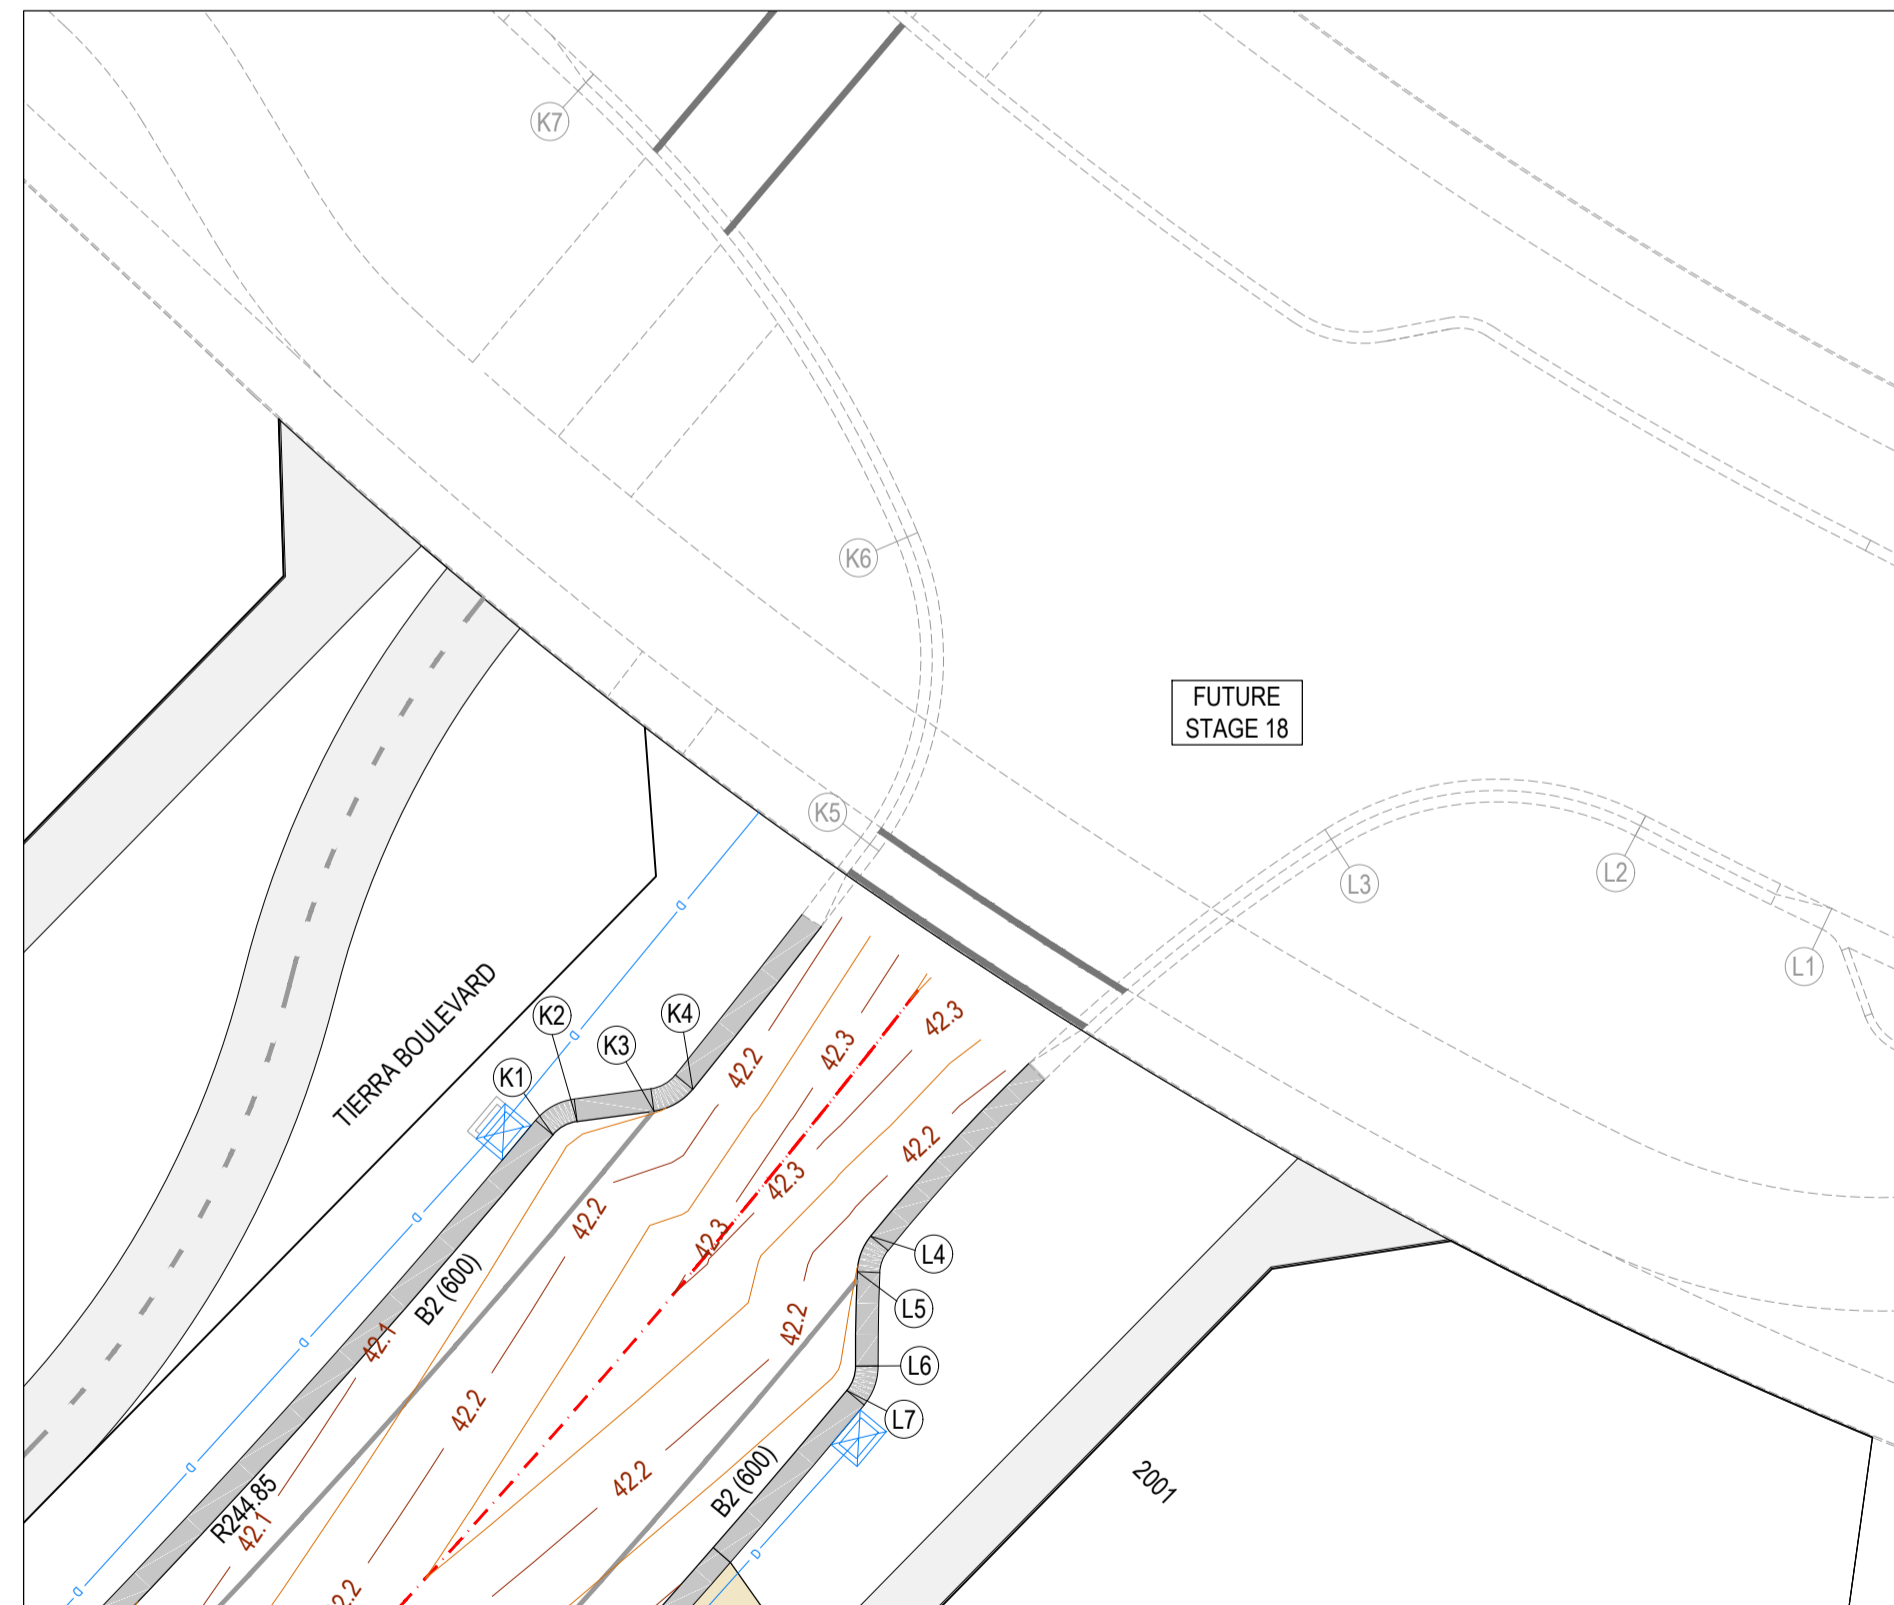 K7
K6
FUTURE
STAGE 18
K5
L3
L2
L1
D
TIERRA BOULEVARD
K2
K4
D
K3
K1
42.3
42.3
42.2
42.2
42.3
42.2
42.3
D
L4
B2 (600)
L5
42.2
42.1
D
L6
42.2
L7
D
42.2
B2 (600)
2001
R244.85
42.1
D
D